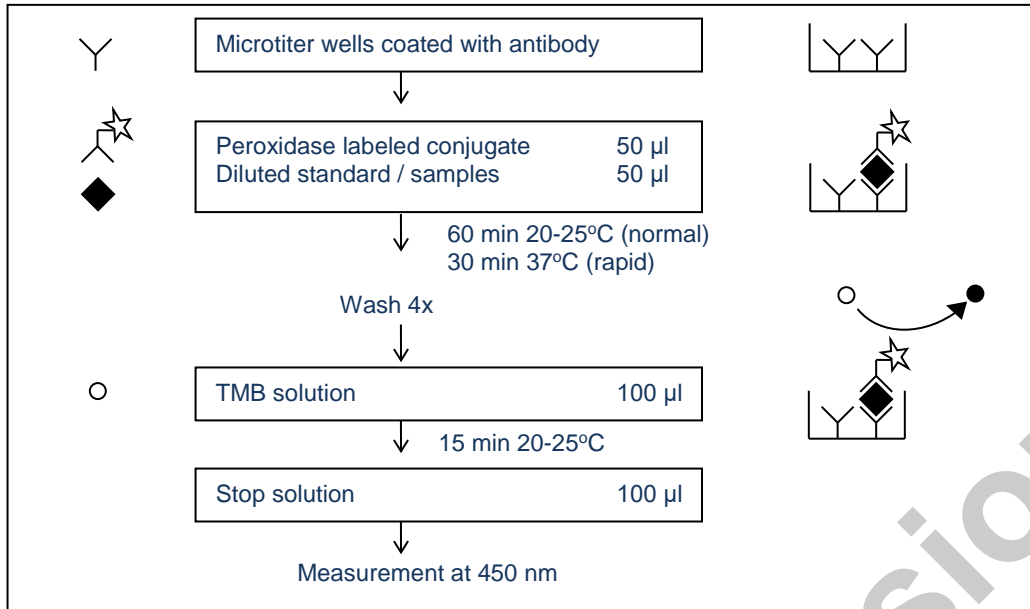 Microtiter wells coated with antibody
Peroxidase labeled conjugate 50 µl
Diluted standard / samples 50 µl
60 min 20-25°C (normal)
30 min 37°C (rapid)
Wash 4x
TMB solution 100 µl
15 min 20-25°C
Stop solution 100 µl
Measurement at 450 nm